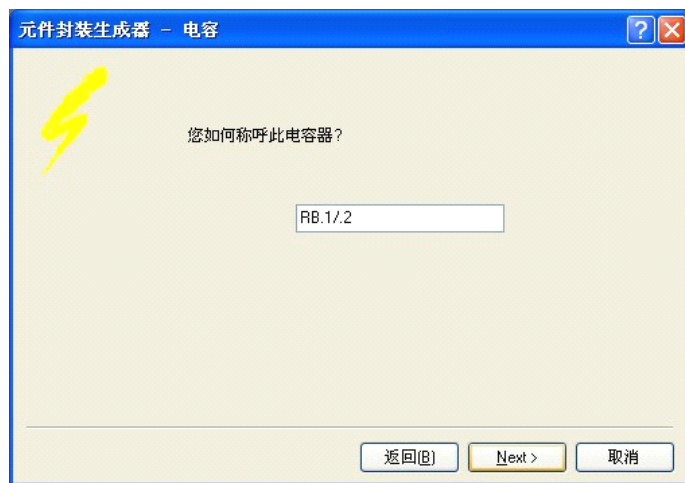 元件封装生成器 - 电容
您如何称呼此电容器?
RB.1/.2
返回(B) Next > 取消